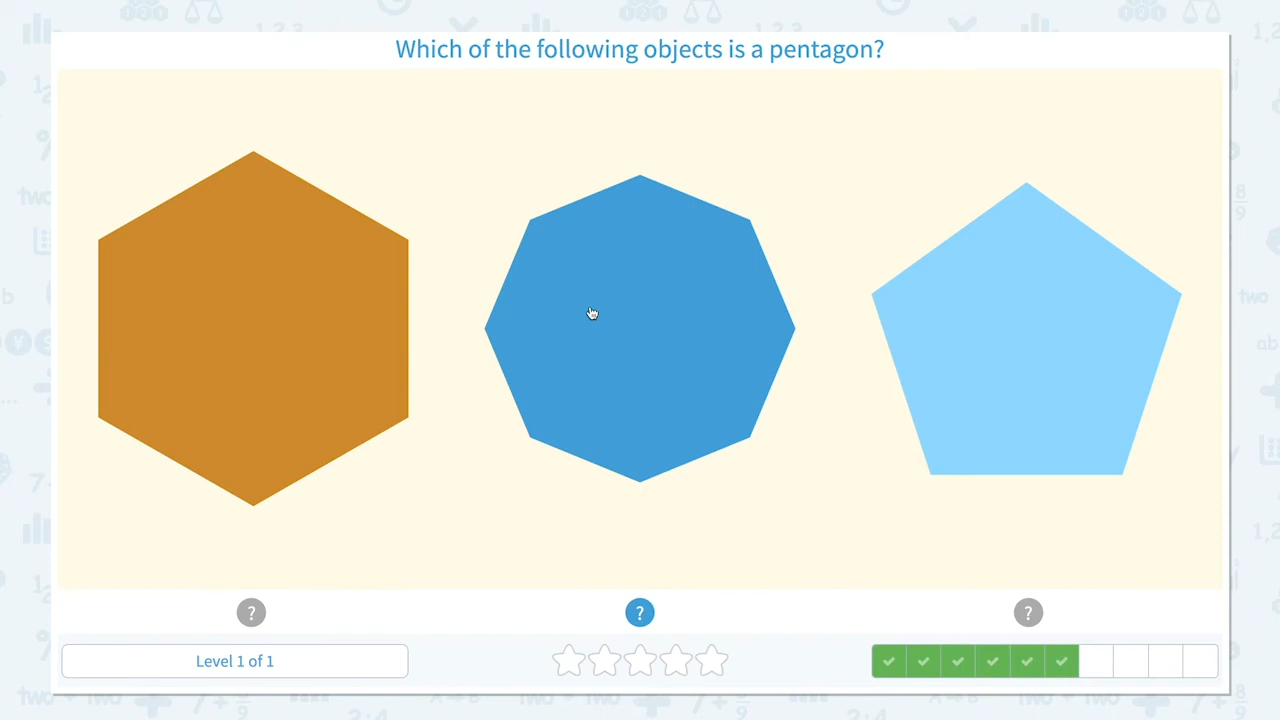 Which of the following objects is a pentagon?
?
?
?
Level 1 of 1